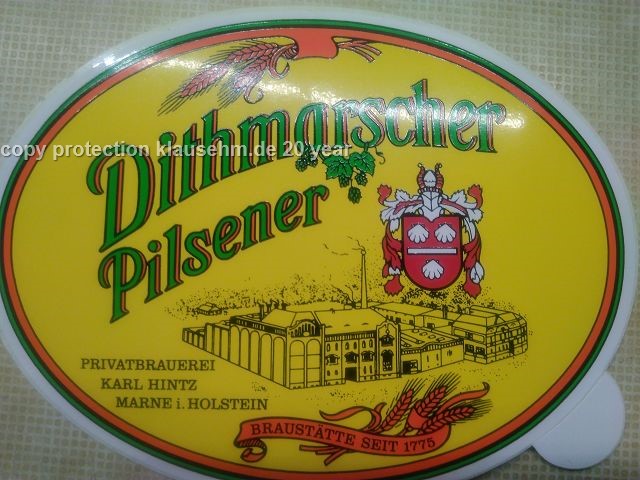 Dithmarscher
copy protection klausehm.de 20 year
Pilsener
PRIVATBRAUEREI
KARL HINTZ
MARNE i. HOLSTEIN
BRAUSTÄTTE SEIT 1775